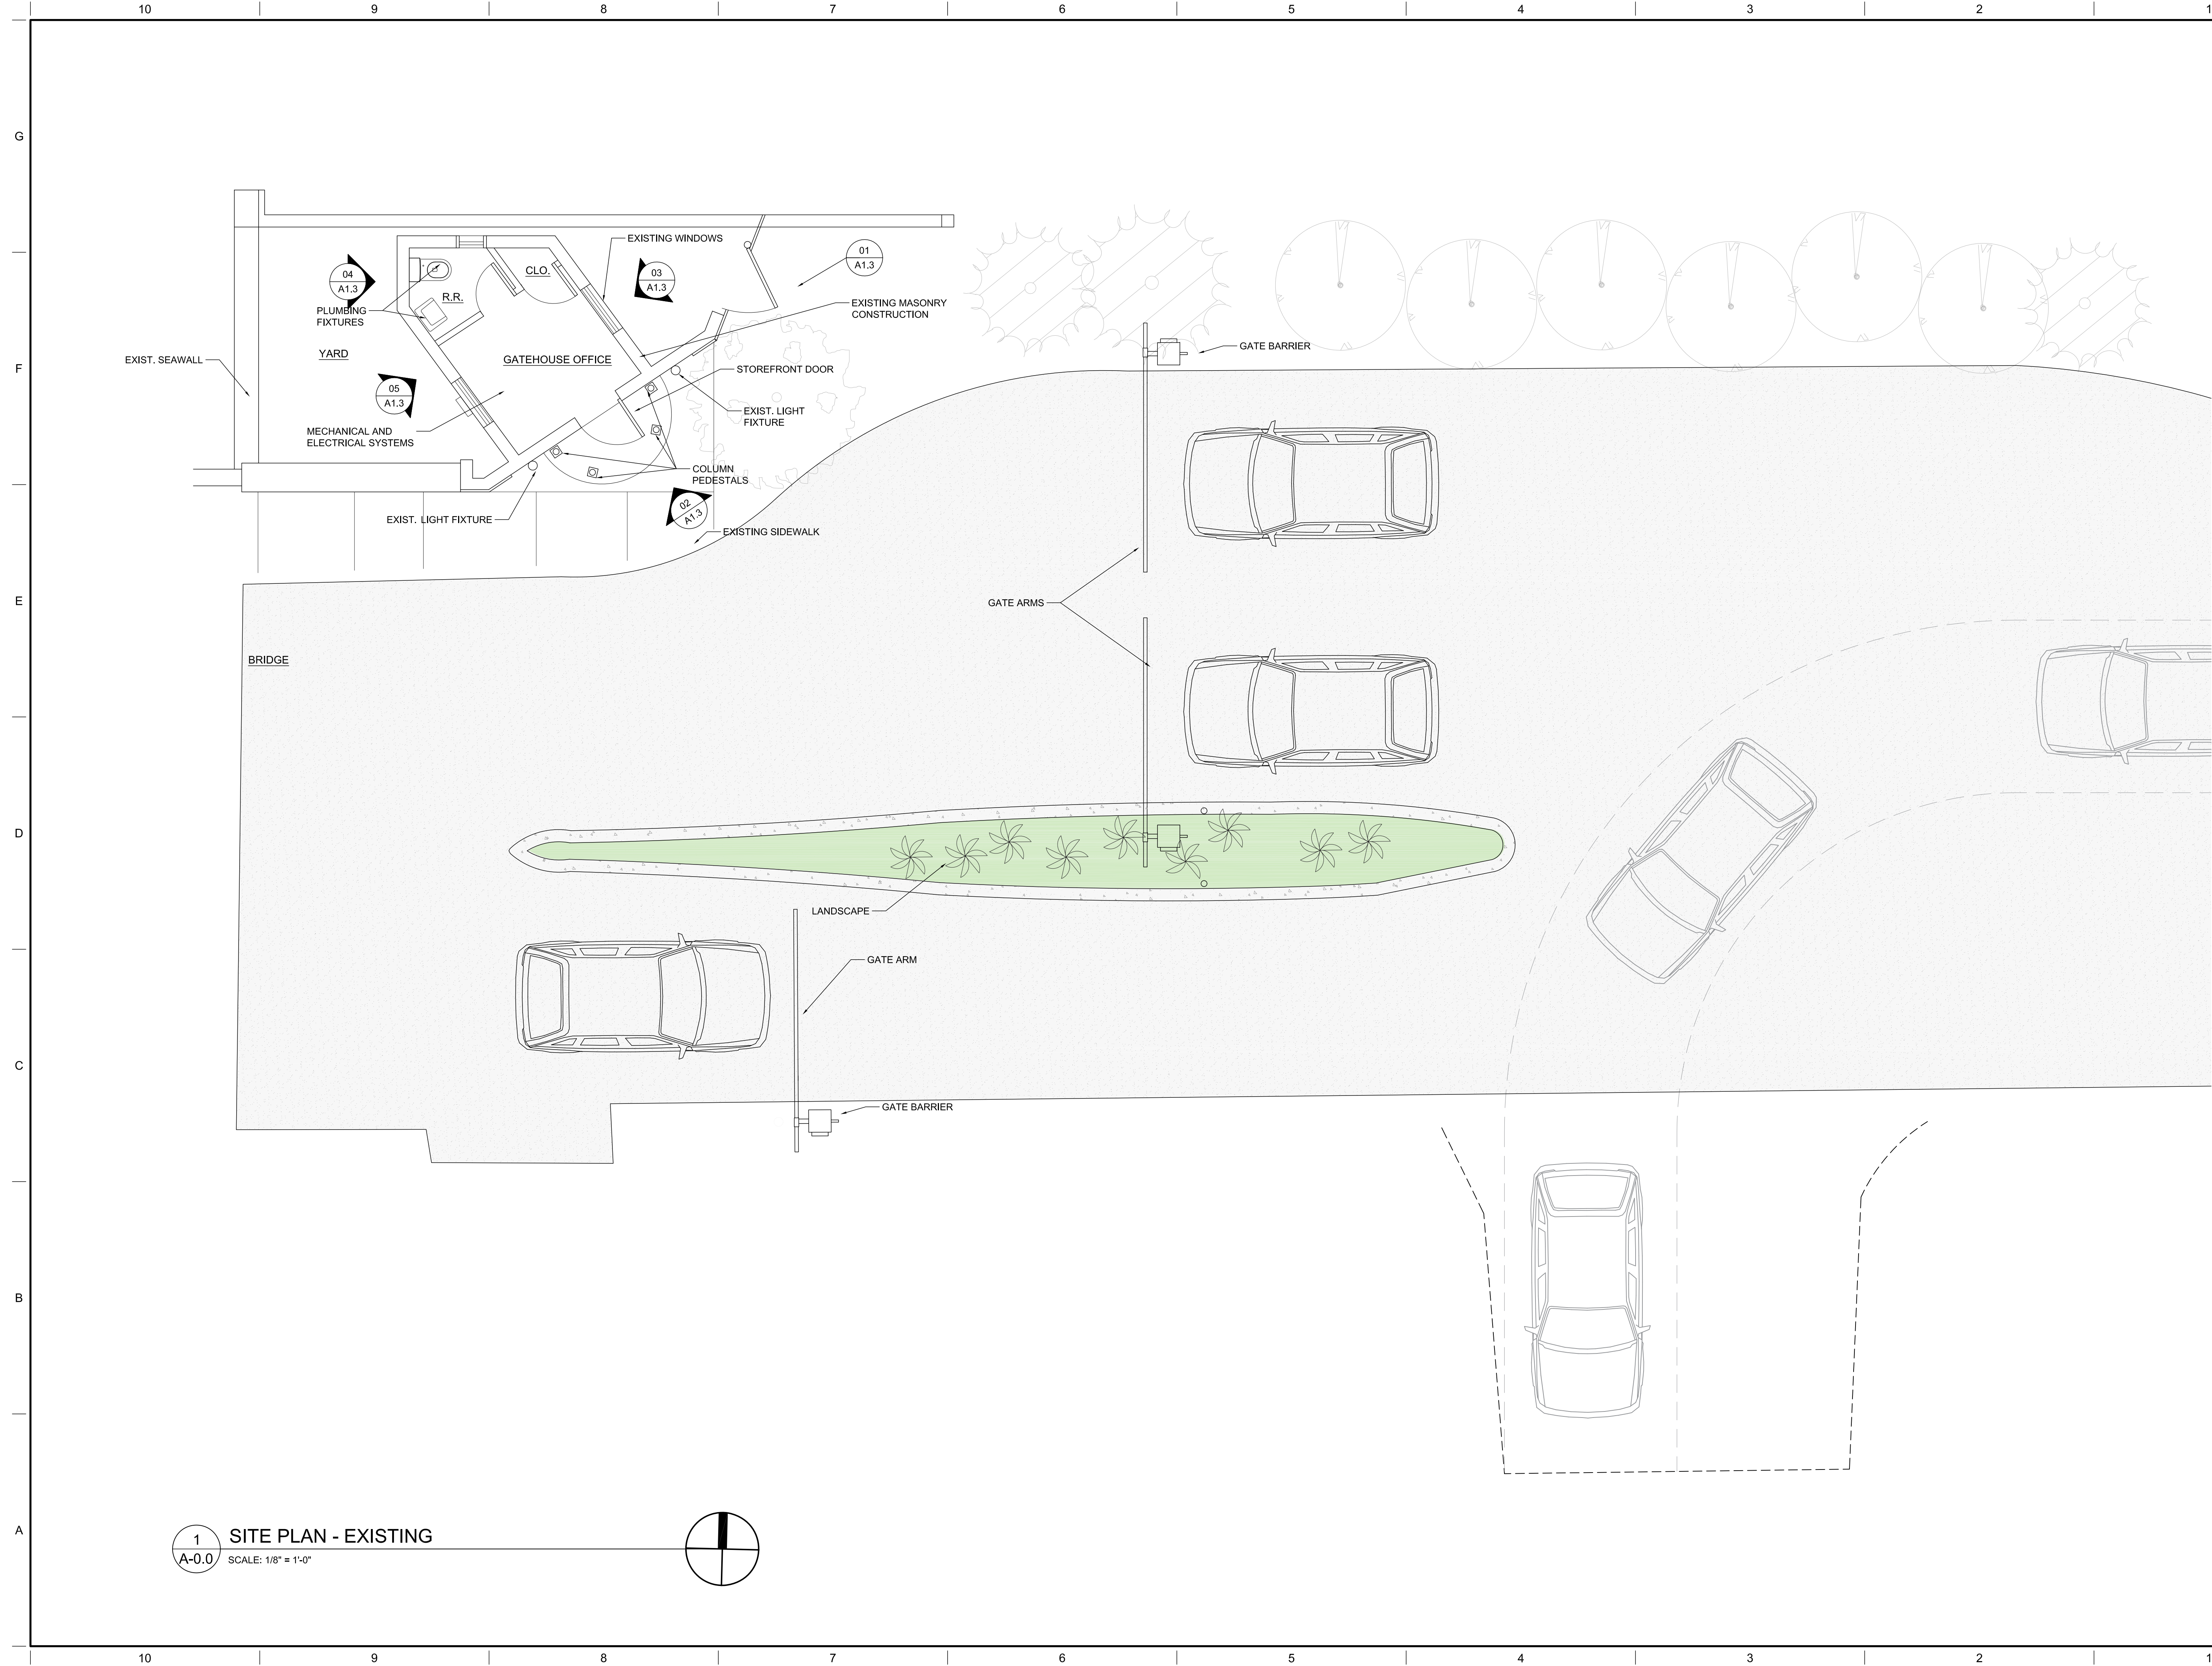 10 9 8 7 6 5 4 3 2 1
G
F
E
D
C
B
A
EXISTING WINDOWS
01
A1.3
04
A1.3
CLO.
03
A1.3
R.R.
EXISTING MASONRY
CONSTRUCTION
PLUMBING
FIXTURES
YARD
GATEHOUSE OFFICE
EXIST. SEAWALL
GATE BARRIER
STOREFRONT DOOR
05
A1.3
EXIST. LIGHT
FIXTURE
MECHANICAL AND
ELECTRICAL SYSTEMS
COLUMN
PEDESTALS
02
A1.3
EXIST. LIGHT FIXTURE
EXISTING SIDEWALK
GATE ARMS
BRIDGE
LANDSCAPE
GATE ARM
GATE BARRIER
1
A-0.0
SITE PLAN - EXISTING
SCALE: 1/8" = 1'-0"
10 9 8 7 6 5 4 3 2 1